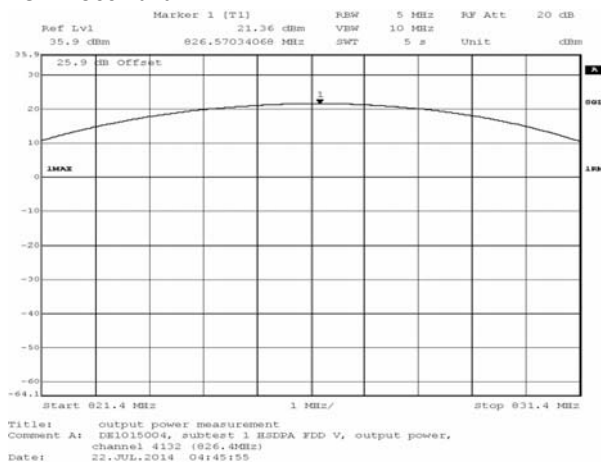 Marker 1 [T1] RBW 5 MHz RF Att 20 dB
Ref Lvl 21.36 dBm VBW 10 MHz
35.9 dBm 826.57034068 MHz SWT 5 s Unit dBm
35.9
25.9 dB Offset
A
30
1
20
10
1MAX
0
-10
-20
-30
-40
-50
-60
-64.1
Start 821.4 MHz 1 MHz/ Stop 831.4 MHz
Title: output power measurement
Comment A: DE1015004, subtest 1 HSDPA FDD V, output power,
channel 4132 (826.4MHz)
Date: 22.JUL.2014 04:45:55